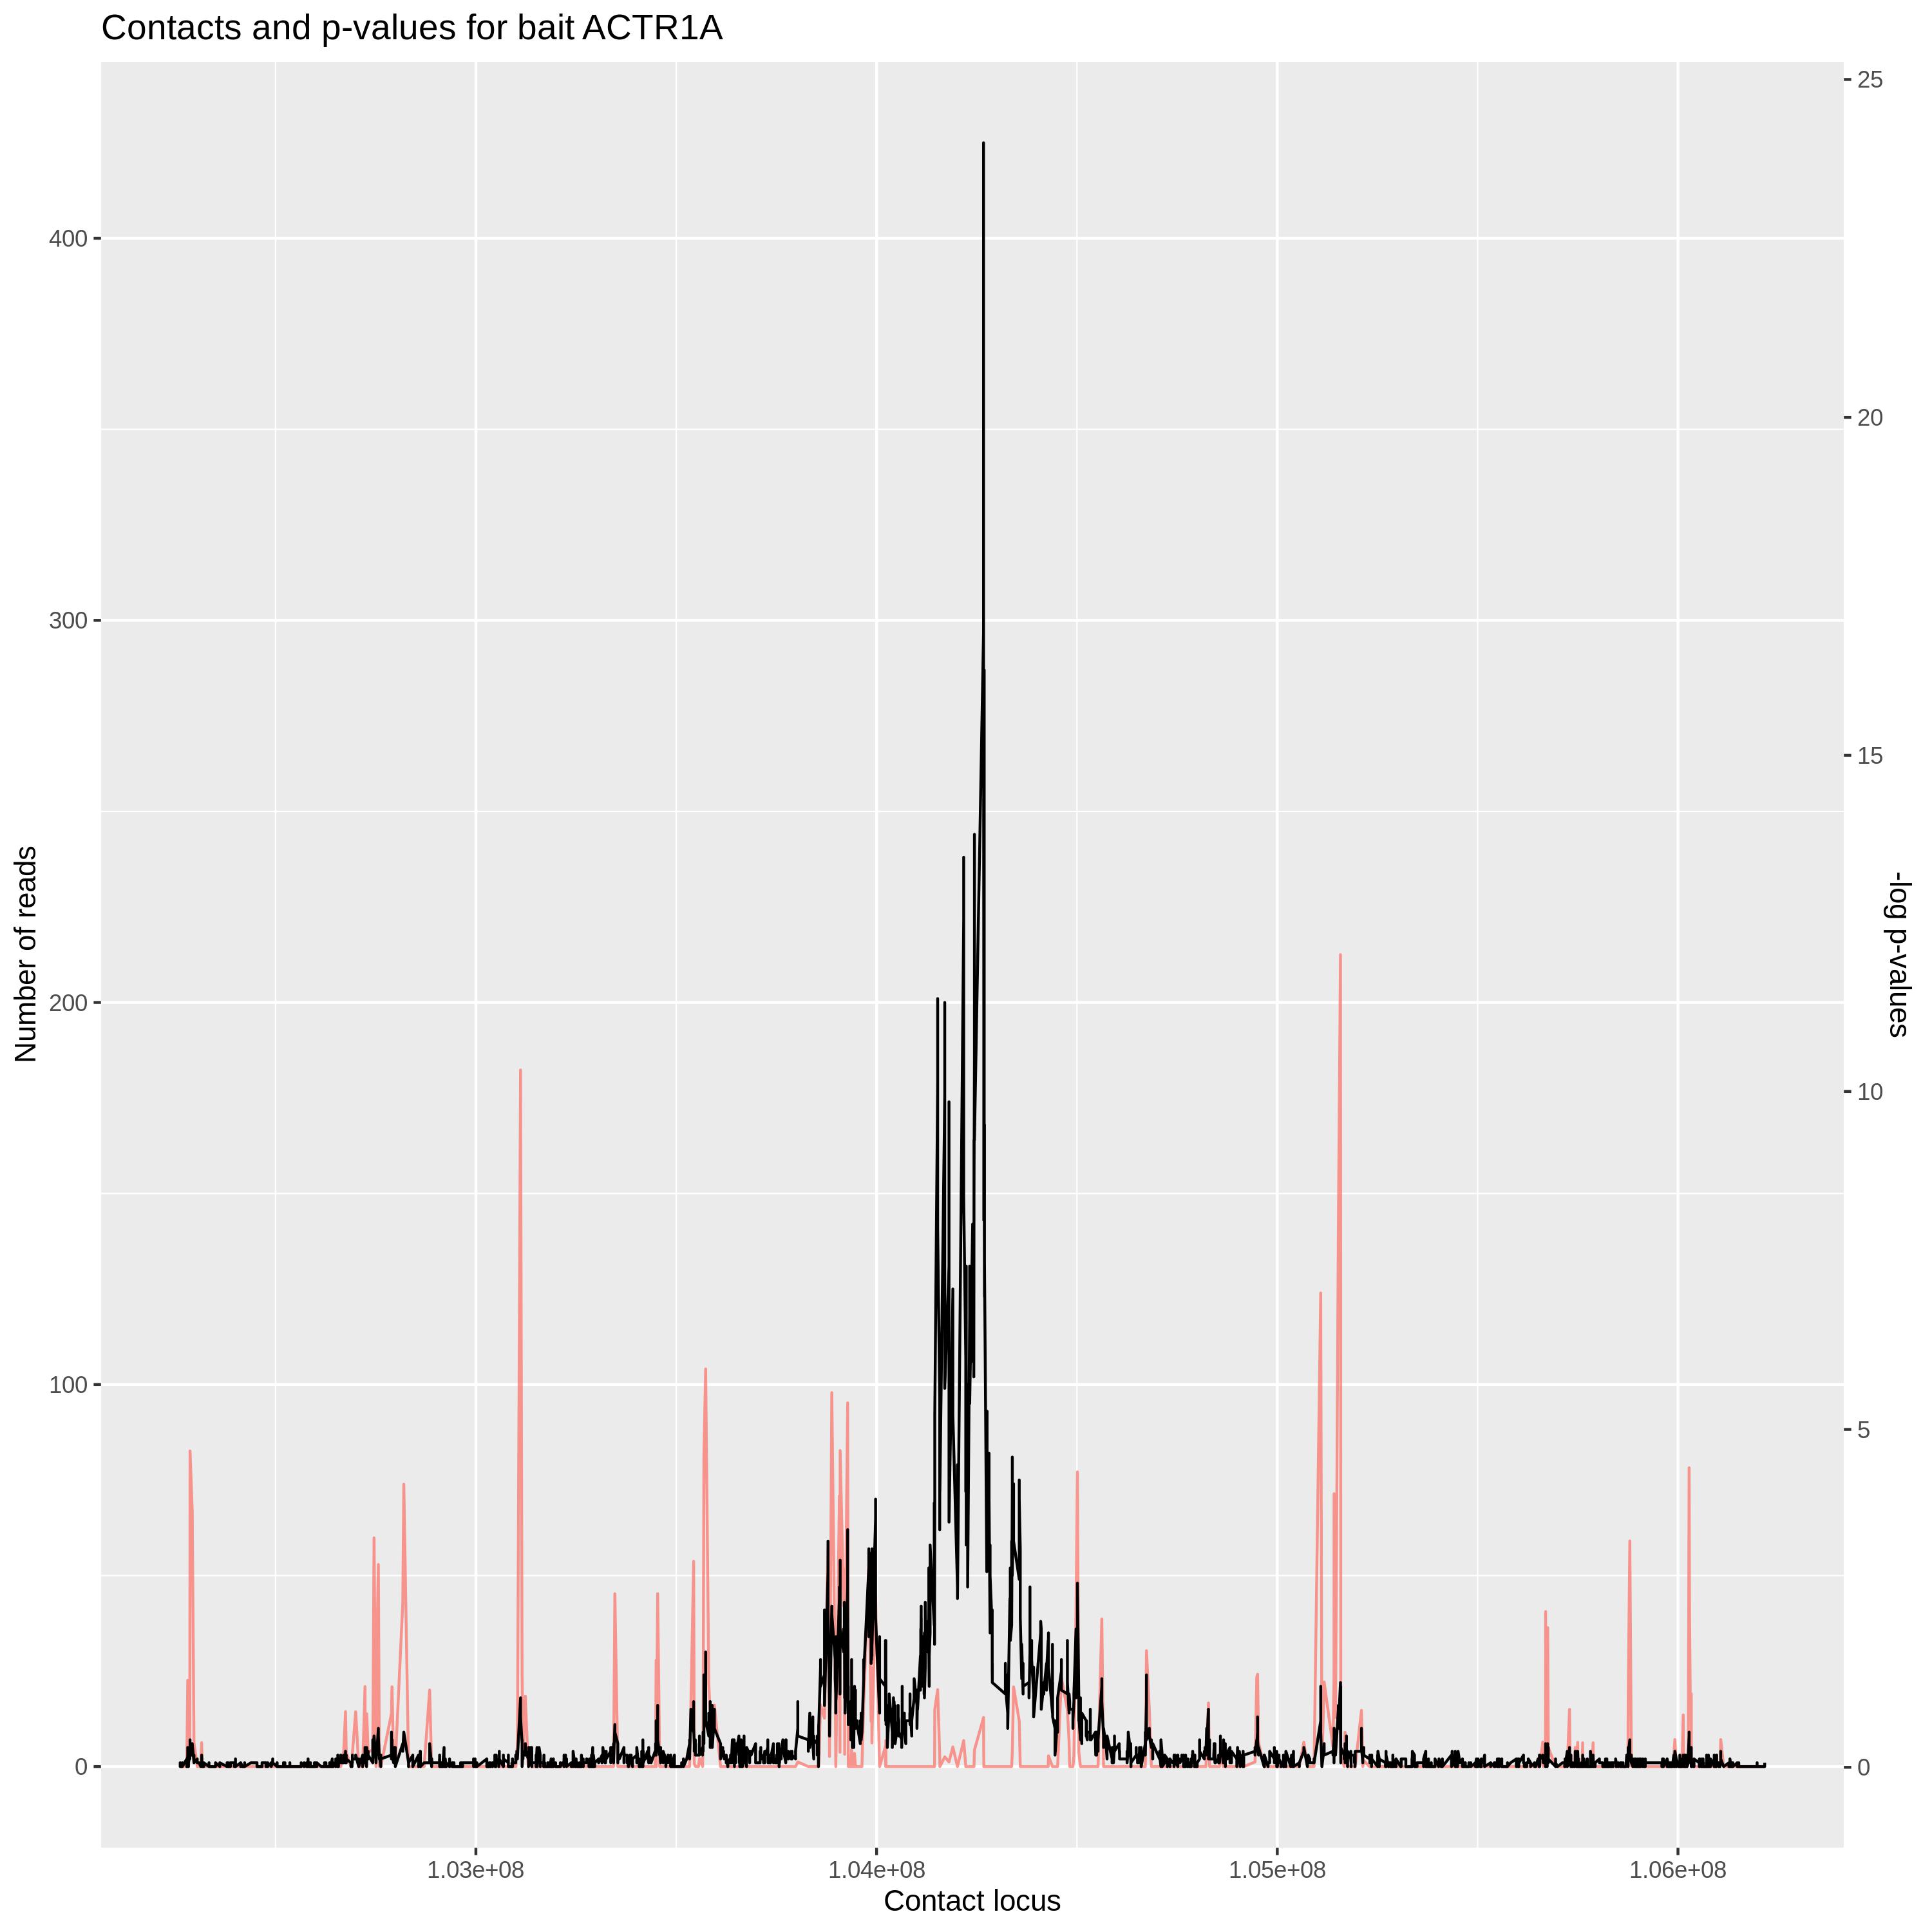 Contacts and p-values for bait ACTR1A
25
400
20
300
15
Number of reads
-log p-values
200
10
100
5
0
0
1.03e+08
1.04e+08
1.05e+08
1.06e+08
Contact locus